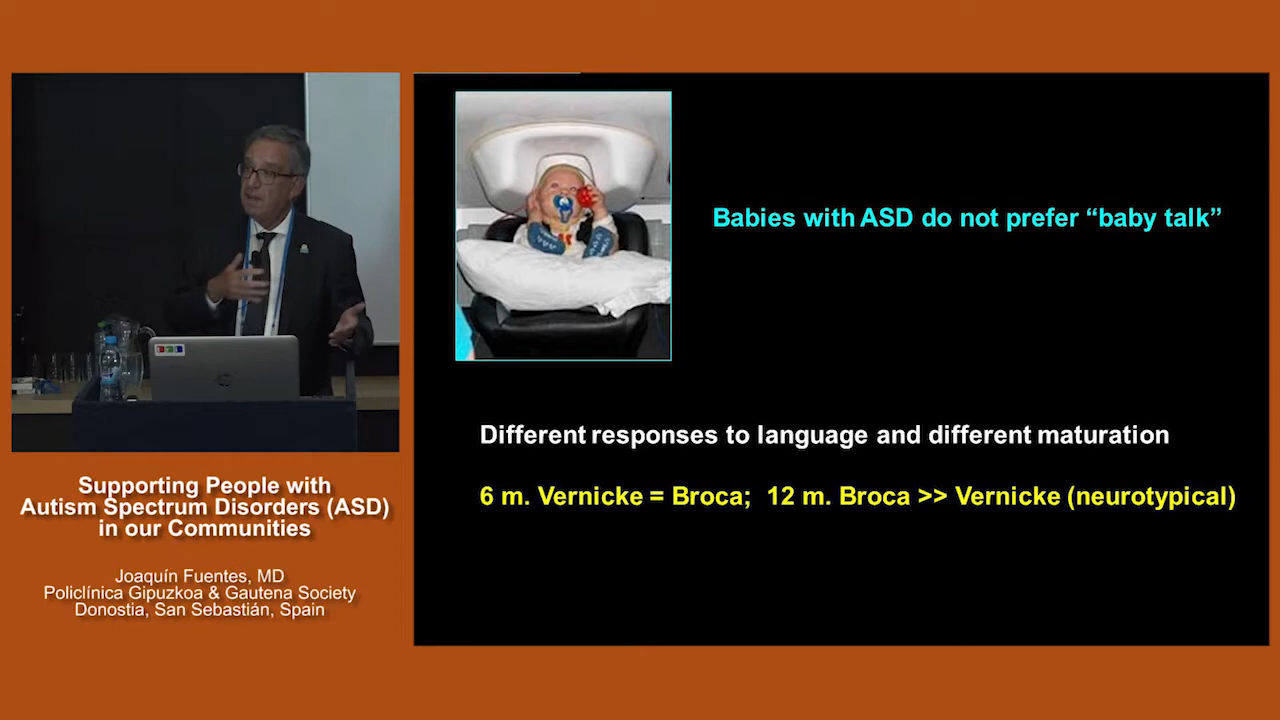 Babies with ASD do not prefer “baby talk”
Different responses to language and different maturation
6 m. Vernicke = Broca; 12 m. Broca >> Vernicke (neurotypical)
Supporting People with
Autism Spectrum Disorders (ASD)
in our Communities
Joaquín Fuentes, MD
Policlínica Gipuzkoa & Gautena Society
Donostia, San Sebastián, Spain